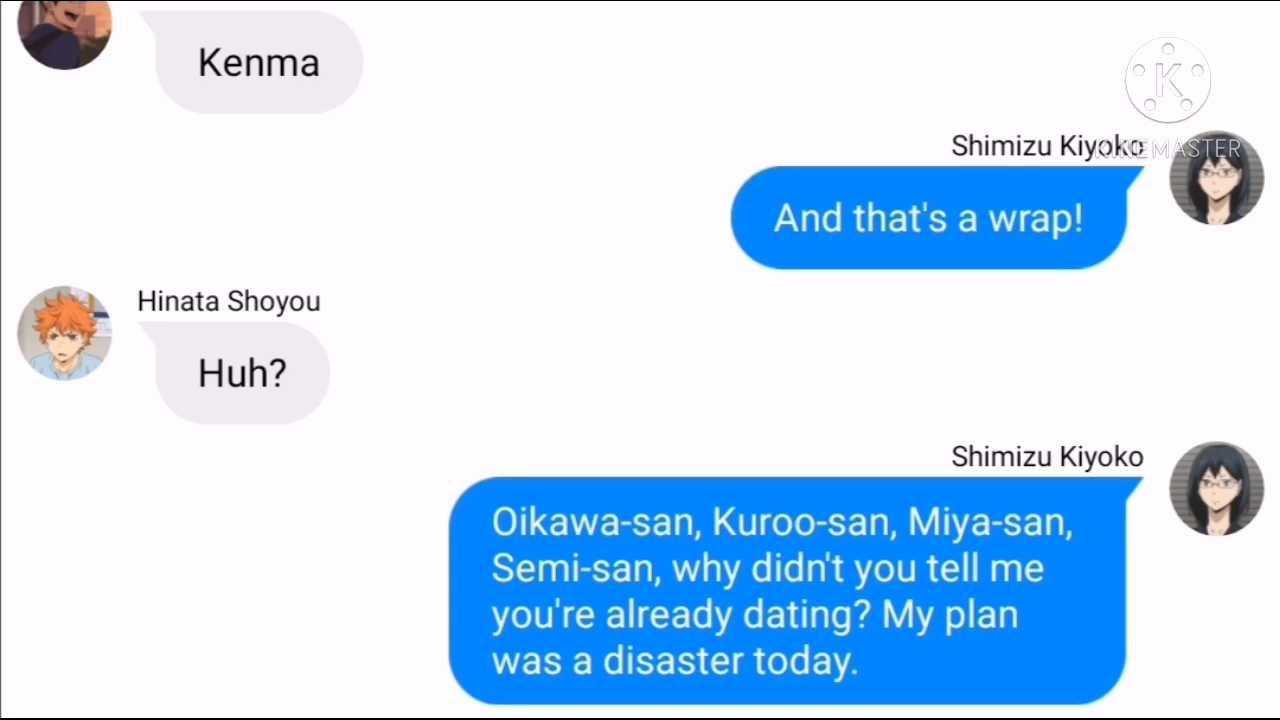 Kenma
K
KINEMASTER
Shimizu Kiyoko
And that's a wrap!
Hinata Shoyou
Huh?
Shimizu Kiyoko
Oikawa-san, Kuroo-san, Miya-san,
Semi-san, why didn't you tell me
you're already dating? My plan
was a disaster today.